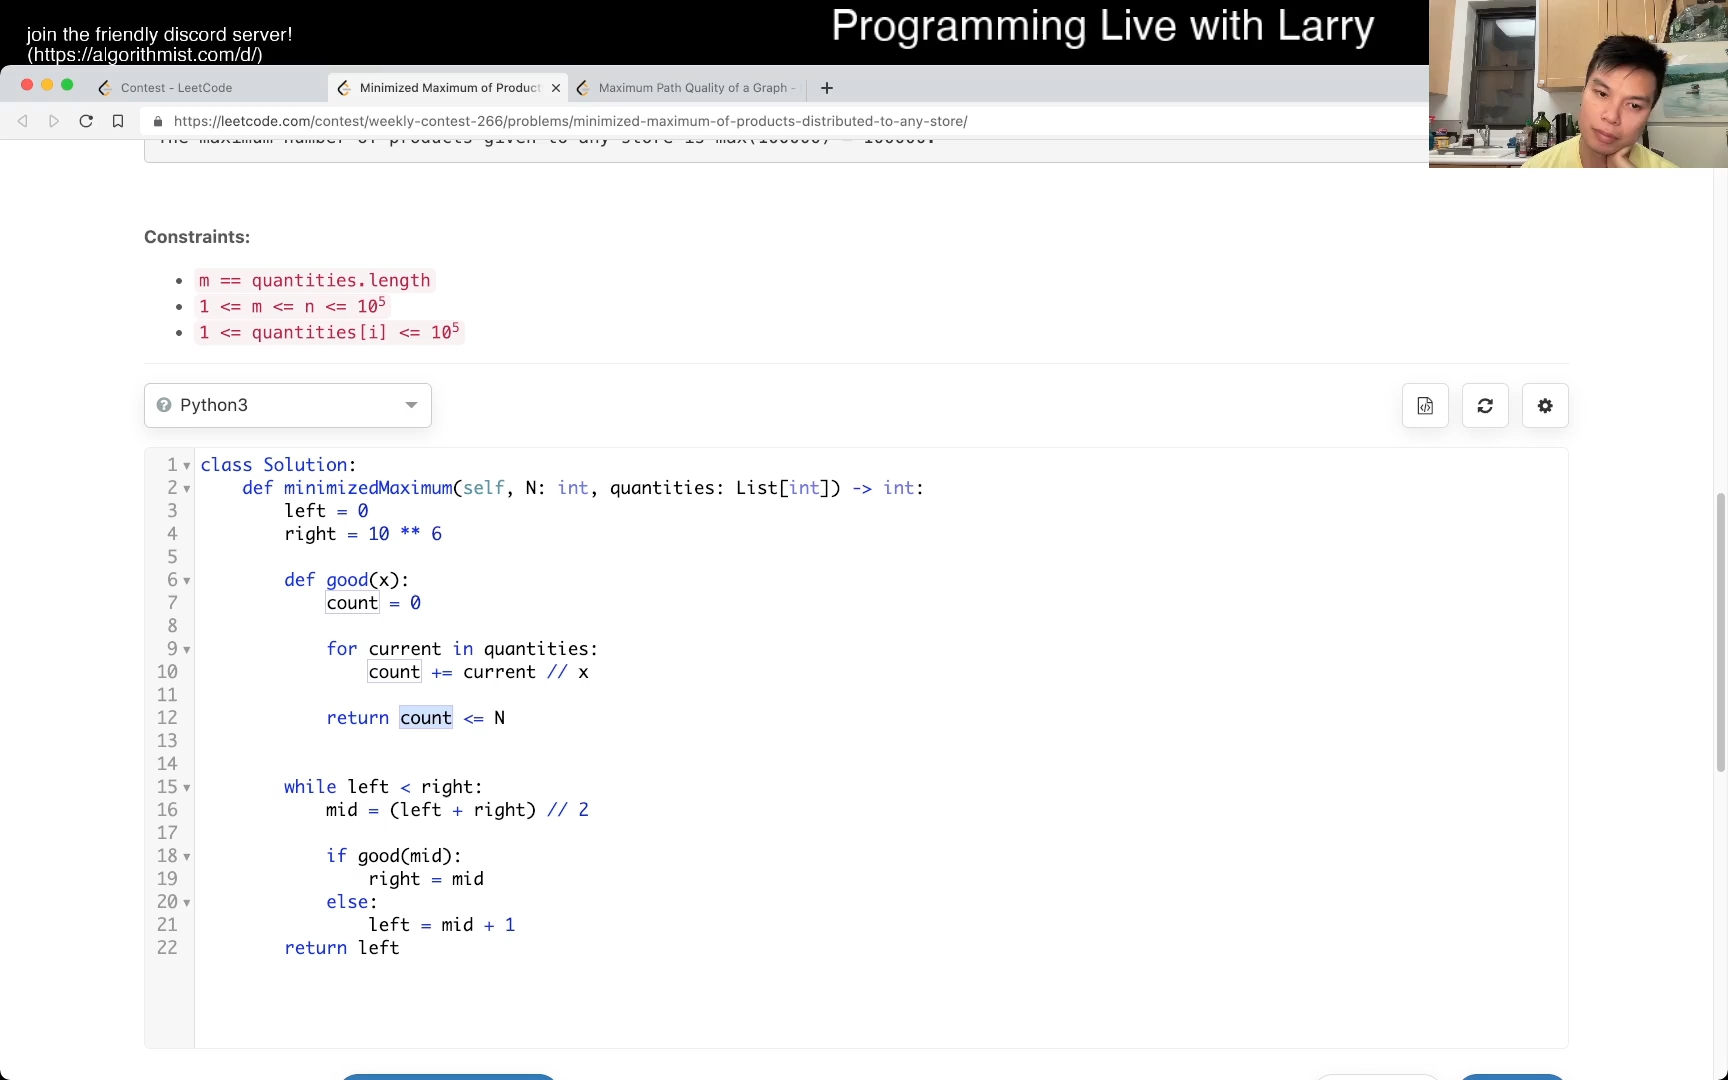 join the friendly discord server!
(https://algorithmist.com/d/)
Programming Live with Larry
Contest - LeetCode
Minimized Maximum of Product
Maximum Path Quality of a Graph -
https://leetcode.com/contest/weekly-contest-266/problems/minimized-maximum-of-products-distributed-to-any-store/
Constraints:
m == quantities.length
1 <= m <= n <= 10⁵
1 <= quantities[i] <= 10⁵
Python3
1 class Solution:
2 def minimizedMaximum(self, N: int, quantities: List[int]) -> int:
3 left = 0
4 right = 10 ** 6
5
6 def good(x):
7 count = 0
8
9 for current in quantities:
10 count += current // x
11
12 return count <= N
13
14
15 while left < right:
16 mid = (left + right) // 2
17
18 if good(mid):
19 right = mid
20 else:
21 left = mid + 1
22 return left